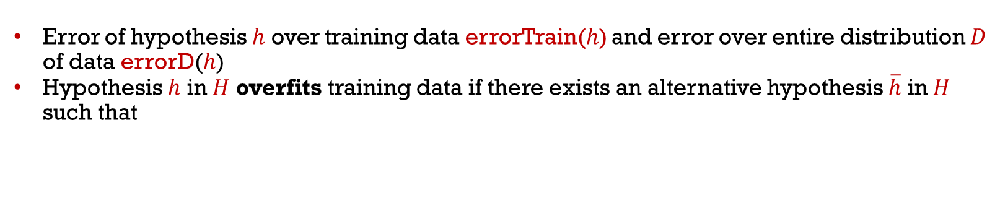 • Error of hypothesis h over training data errorTrain(h) and error over entire distribution D
of data errorD(h)
• Hypothesis h in H overfits training data if there exists an alternative hypothesis h̅ in H
such that